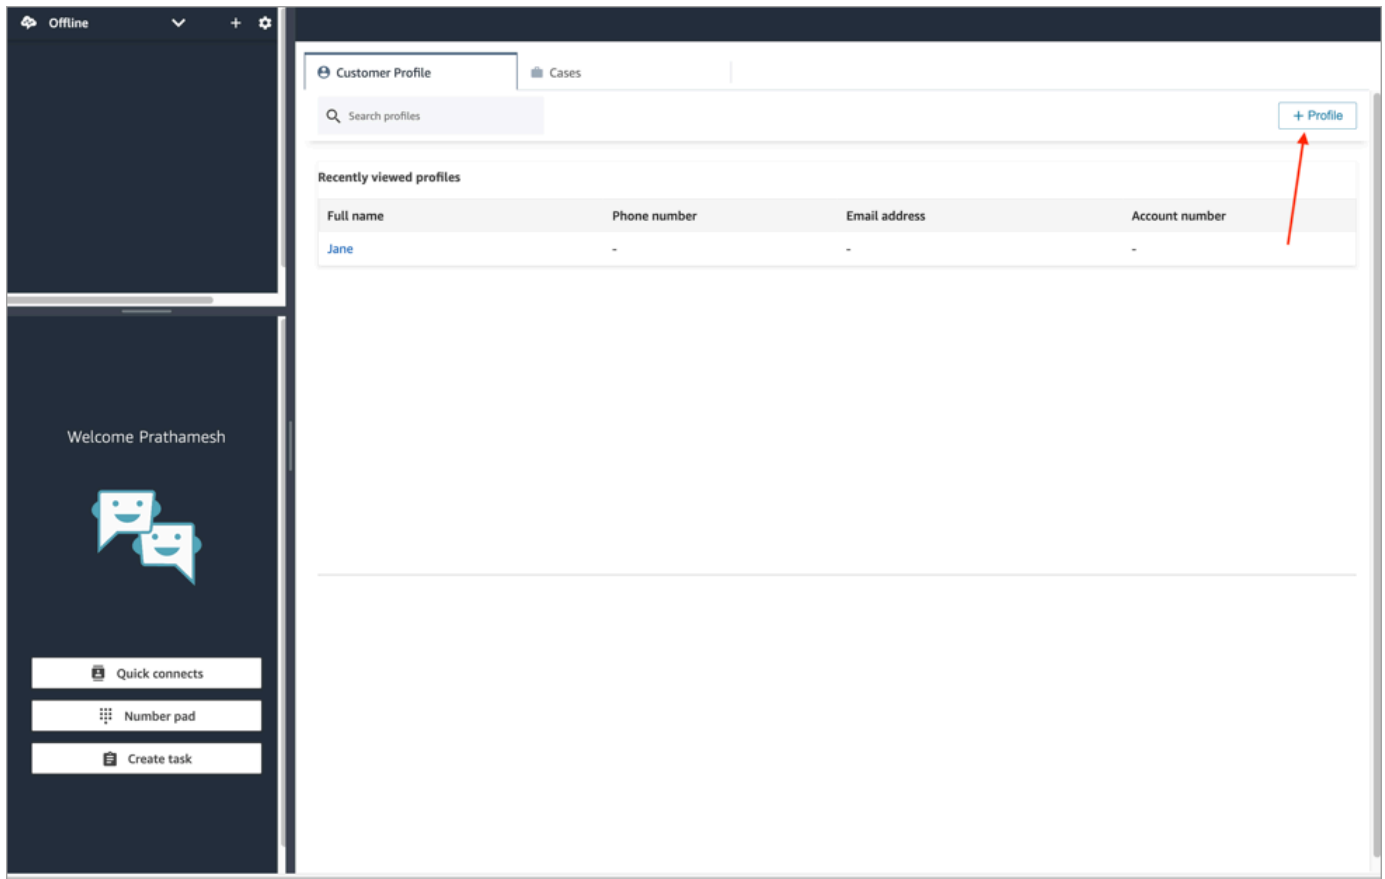 Offline
Customer Profile
Cases
Search profiles
+ Profile
Recently viewed profiles
Full name Phone number Email address Account number
Jane - - -
Welcome Prathamesh
Quick connects
Number pad
Create task